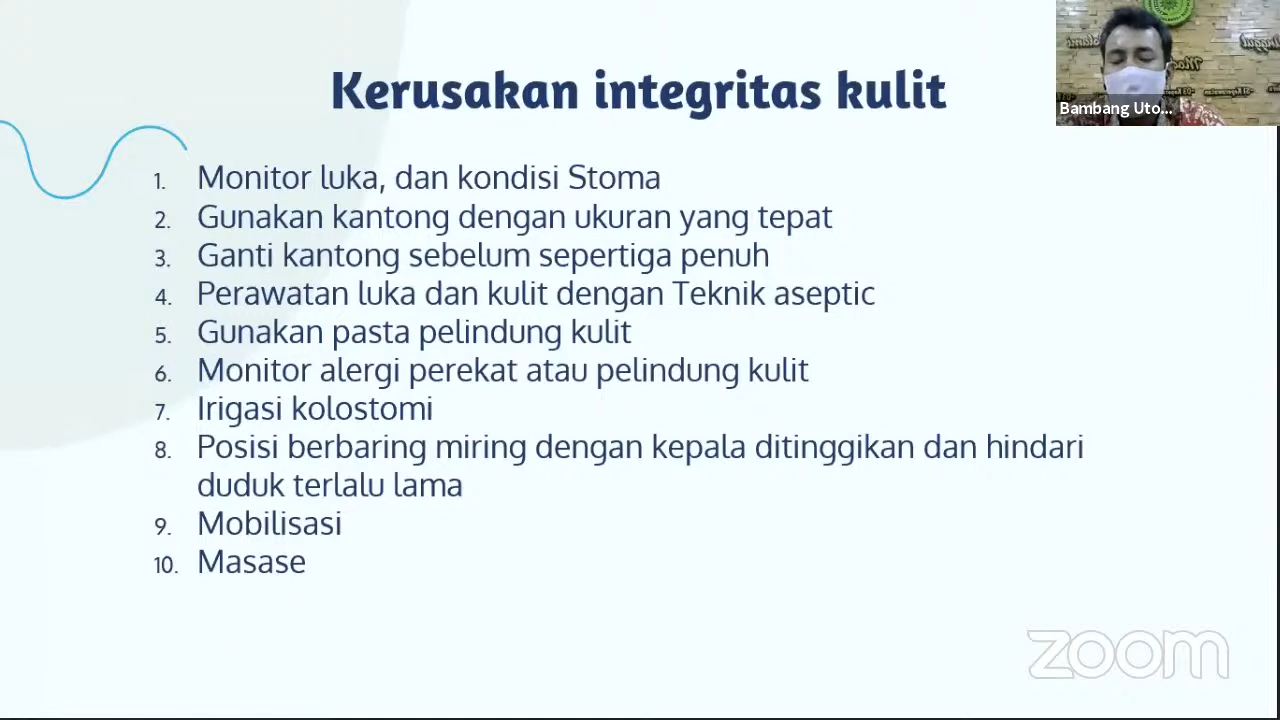 Kerusakan integritas kulit
Bambang Uto...
1. Monitor luka, dan kondisi Stoma
2. Gunakan kantong dengan ukuran yang tepat
3. Ganti kantong sebelum sepertiga penuh
4. Perawatan luka dan kulit dengan Teknik aseptic
5. Gunakan pasta pelindung kulit
6. Monitor alergi perekat atau pelindung kulit
7. Irigasi kolostomi
8. Posisi berbaring miring dengan kepala ditinggikan dan hindari
duduk terlalu lama
9. Mobilisasi
10. Masase
zoom